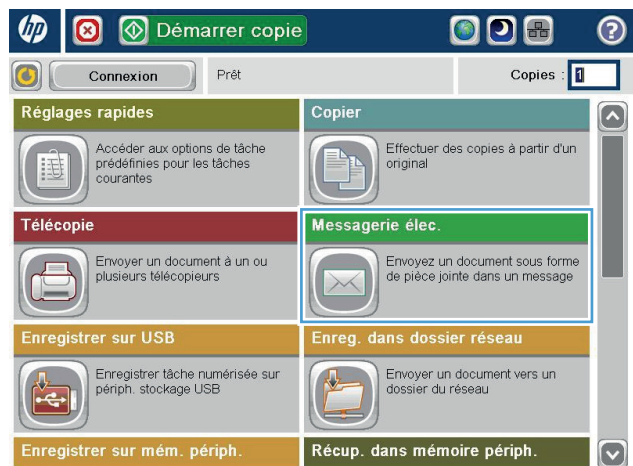 hp Démarrer copie ?
Connexion Prêt Copies : 1
Réglages rapides
Accéder aux options de tâche
prédéfinies pour les tâches
courantes
Copier
Effectuer des copies à partir d'un
original
Télécopie
Envoyer un document à un ou
plusieurs télécopieurs
Messagerie élec.
Envoyez un document sous forme
de pièce jointe dans un message
Enregistrer sur USB
Enregistrer tâche numérisée sur
périph. stockage USB
Enreg. dans dossier réseau
Envoyer un document vers un
dossier du réseau
Enregistrer sur mém. périph.
Récup. dans mémoire périph.